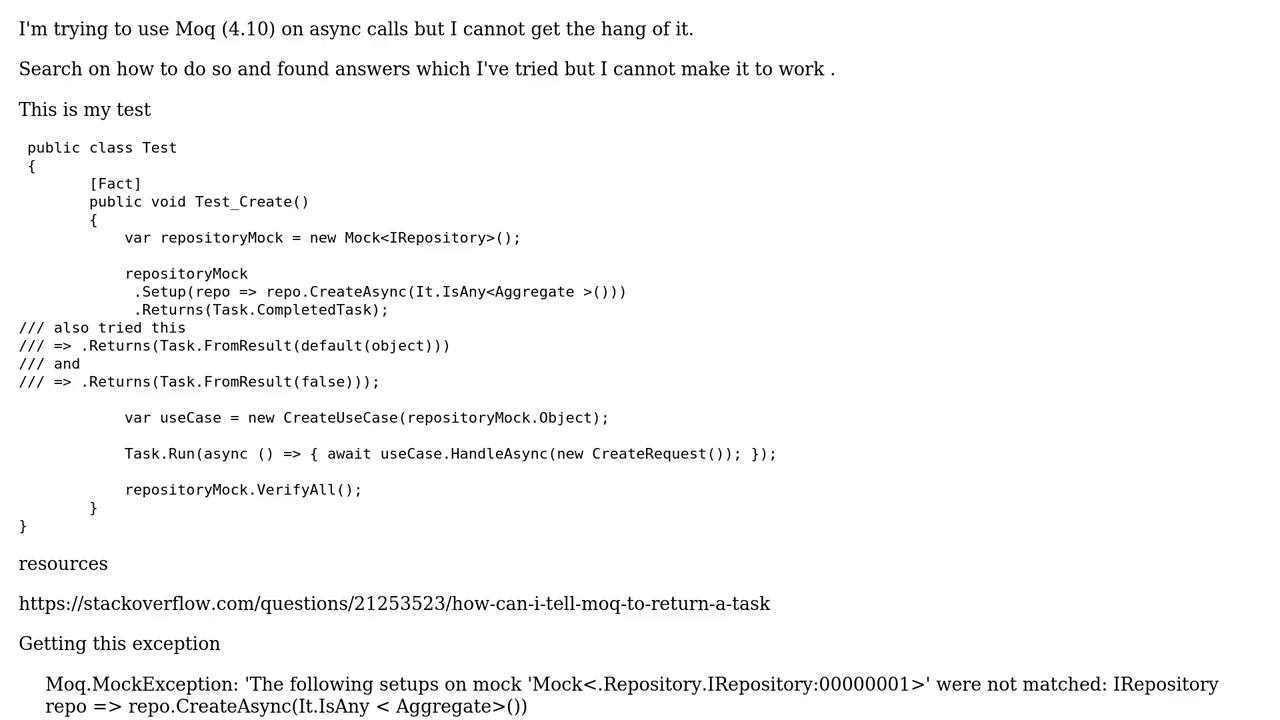 I'm trying to use Moq (4.10) on async calls but I cannot get the hang of it.
Search on how to do so and found answers which I've tried but I cannot make it to work .
This is my test
public class Test
{
[Fact]
public void Test_Create()
{
var repositoryMock = new Mock<IRepository>();
repositoryMock
.Setup(repo => repo.CreateAsync(It.IsAny<Aggregate >()))
.Returns(Task.CompletedTask);
/// also tried this
/// => .Returns(Task.FromResult(default(object)))
/// and
/// => .Returns(Task.FromResult(false)));
var useCase = new CreateUseCase(repositoryMock.Object);
Task.Run(async () => { await useCase.HandleAsync(new CreateRequest()); });
repositoryMock.VerifyAll();
}
}
resources
https://stackoverflow.com/questions/21253523/how-can-i-tell-moq-to-return-a-task
Getting this exception
Moq.MockException: 'The following setups on mock 'Mock<.Repository.IRepository:00000001>' were not matched: IRepository
repo => repo.CreateAsync(It.IsAny < Aggregate>())